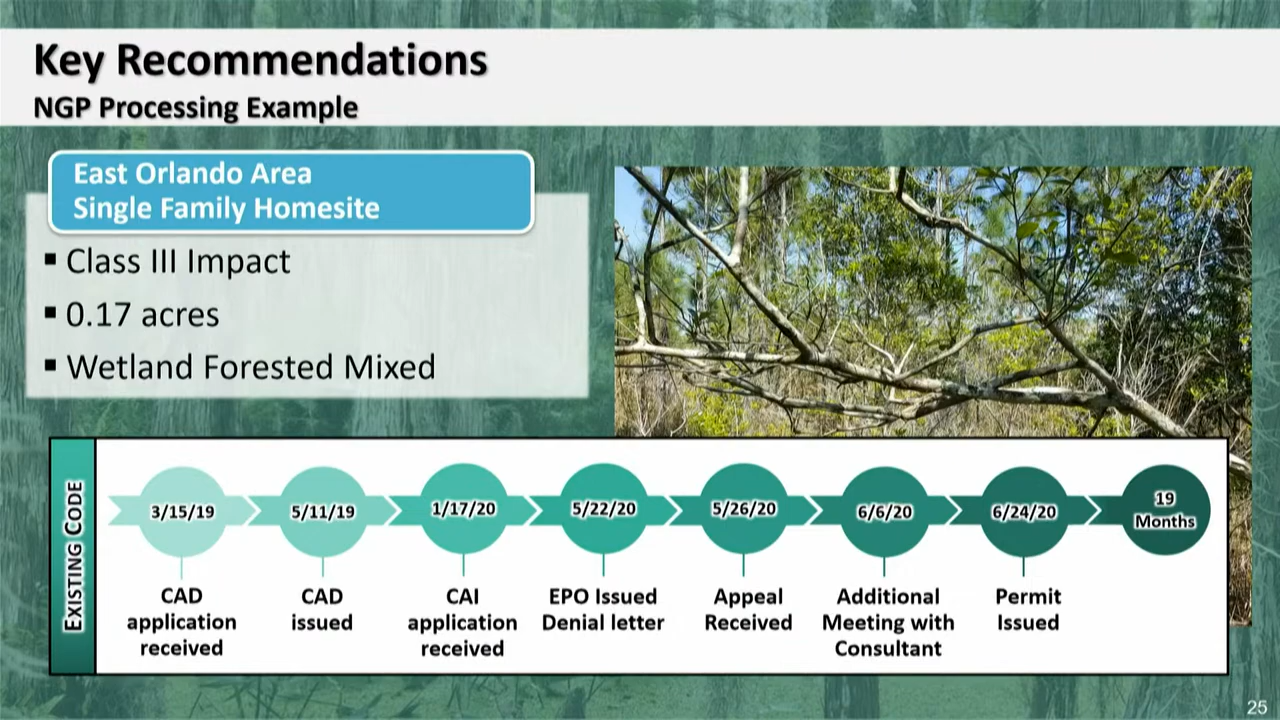 Key Recommendations
NGP Processing Example
East Orlando Area
Single Family Homesite
▪ Class III Impact
▪ 0.17 acres
▪ Wetland Forested Mixed
EXISTING CODE
3/15/19
CAD
application
received
5/11/19
CAD
issued
1/17/20
CAI
application
received
5/22/20
EPO Issued
Denial letter
5/26/20
Appeal
Received
6/6/20
Additional
Meeting with
Consultant
6/24/20
Permit
Issued
19
Months
25